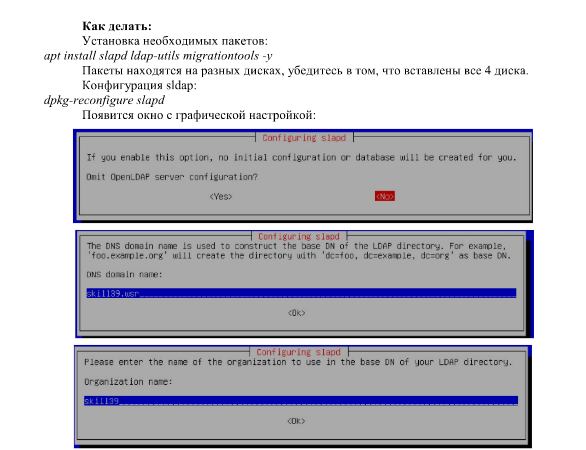 Как делать:
Установка необходимых пакетов:
apt install slapd ldap-utils migrationtools -y
Пакеты находятся на разных дисках, убедитесь в том, что вставлены все 4 диска.
Конфигурация sldap:
dpkg-reconfigure slapd
Появится окно с графической настройкой:
Configuring slapd
If you enable this option, no initial configuration or database will be created for you.
Omit OpenLDAP server configuration?
<Yes> <No>
Configuring slapd
The DNS domain name is used to construct the base DN of the LDAP directory. For example,
'foo.example.org' will create the directory with 'dc=foo, dc=example, dc=org' as base DN.
DNS domain name:
skill39.wsr
<Ok>
Configuring slapd
Please enter the name of the organization to use in the base DN of your LDAP directory.
Organization name:
skill39
<Ok>